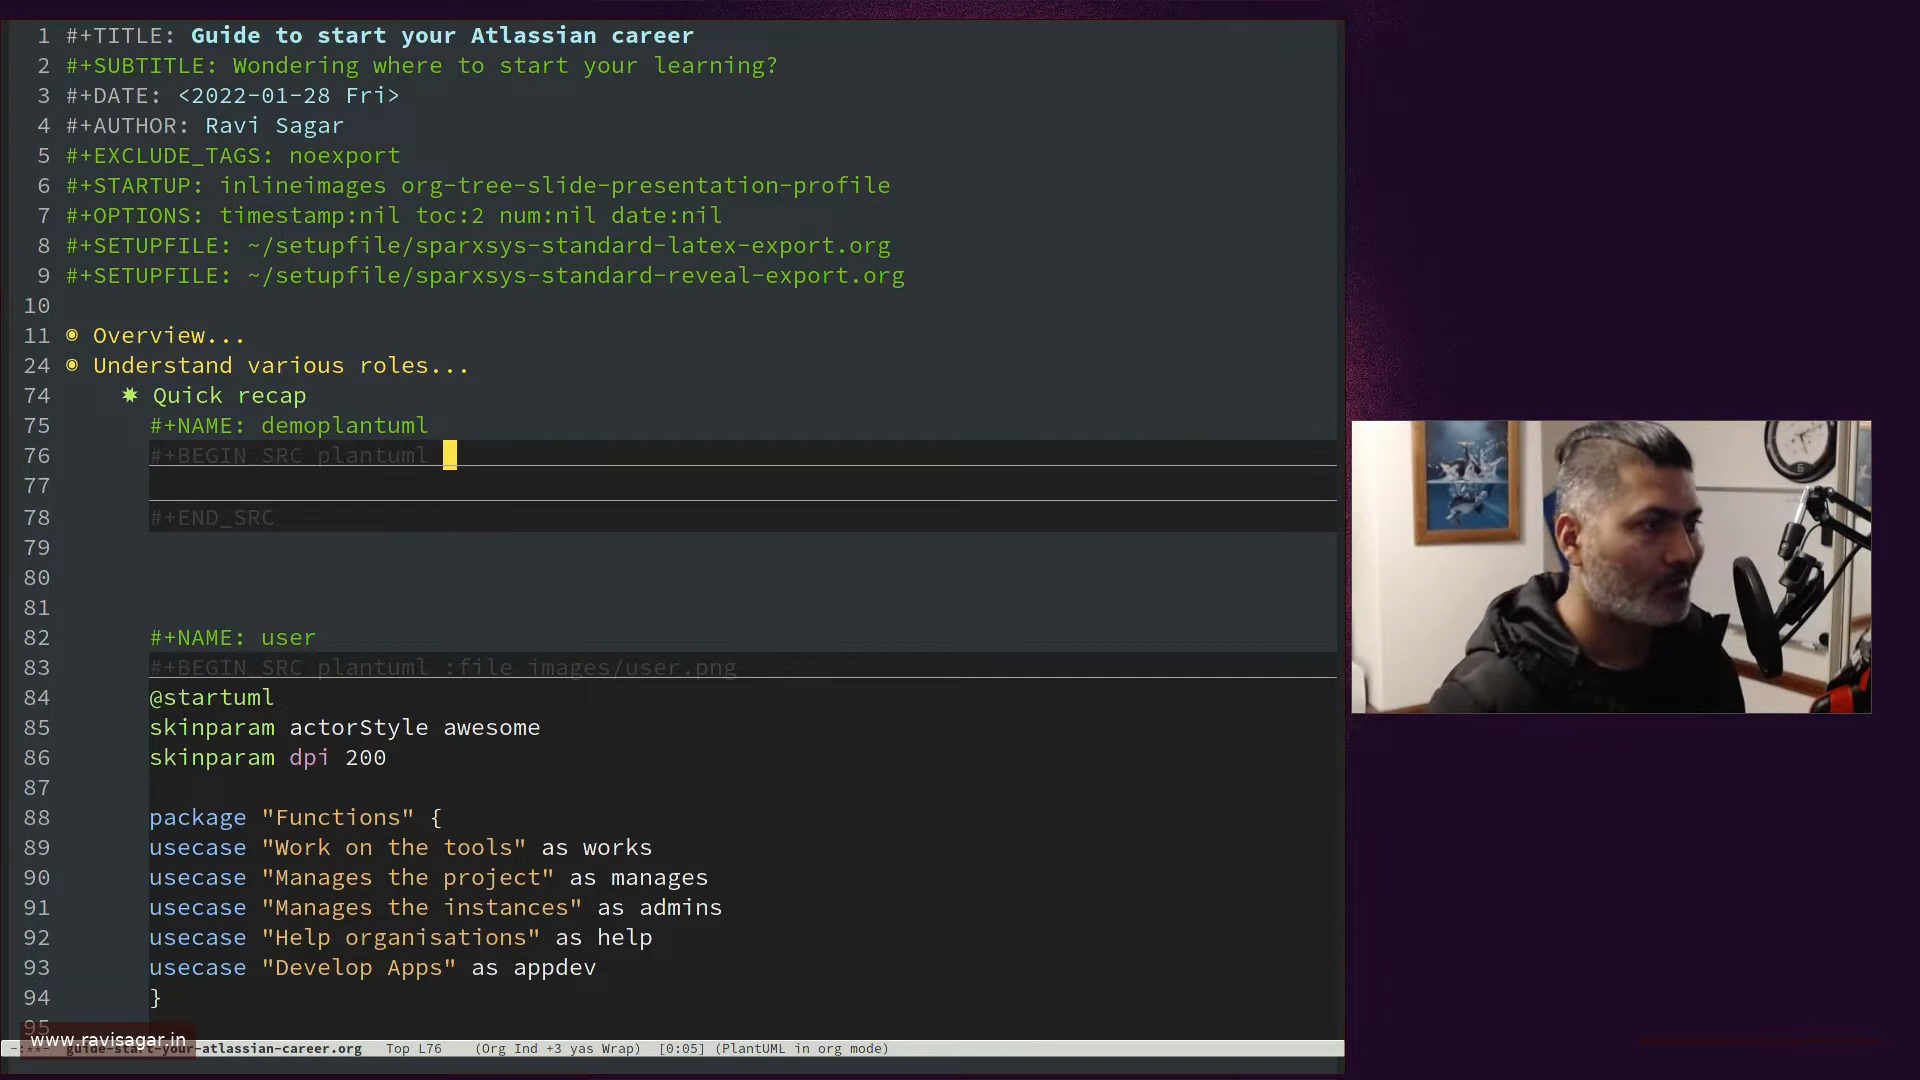 1 #+TITLE: Guide to start your Atlassian career
2 #+SUBTITLE: Wondering where to start your learning?
3 #+DATE: <2022-01-28 Fri>
4 #+AUTHOR: Ravi Sagar
5 #+EXCLUDE_TAGS: noexport
6 #+STARTUP: inlineimages org-tree-slide-presentation-profile
7 #+OPTIONS: timestamp:nil toc:2 num:nil date:nil
8 #+SETUPFILE: ~/setupfile/sparxsys-standard-latex-export.org
9 #+SETUPFILE: ~/setupfile/sparxsys-standard-reveal-export.org
10
11 Overview...
24 Understand various roles...
74 Quick recap
75 #+NAME: demoplantuml
76 #+BEGIN_SRC plantuml
77
78 #+END_SRC
79
80
81
82 #+NAME: user
83 #+BEGIN_SRC plantuml :file images/user.png
84 @startuml
85 skinparam actorStyle awesome
86 skinparam dpi 200
87
88 package "Functions" {
89 usecase "Work on the tools" as works
90 usecase "Manages the project" as manages
91 usecase "Manages the instances" as admins
92 usecase "Help organisations" as help
93 usecase "Develop Apps" as appdev
94 }
95
www.ravisagar.in
guide-start-your-atlassian-career.org Top L76 (Org Ind +3 yas Wrap) [0:05] (PlantUML in org mode)